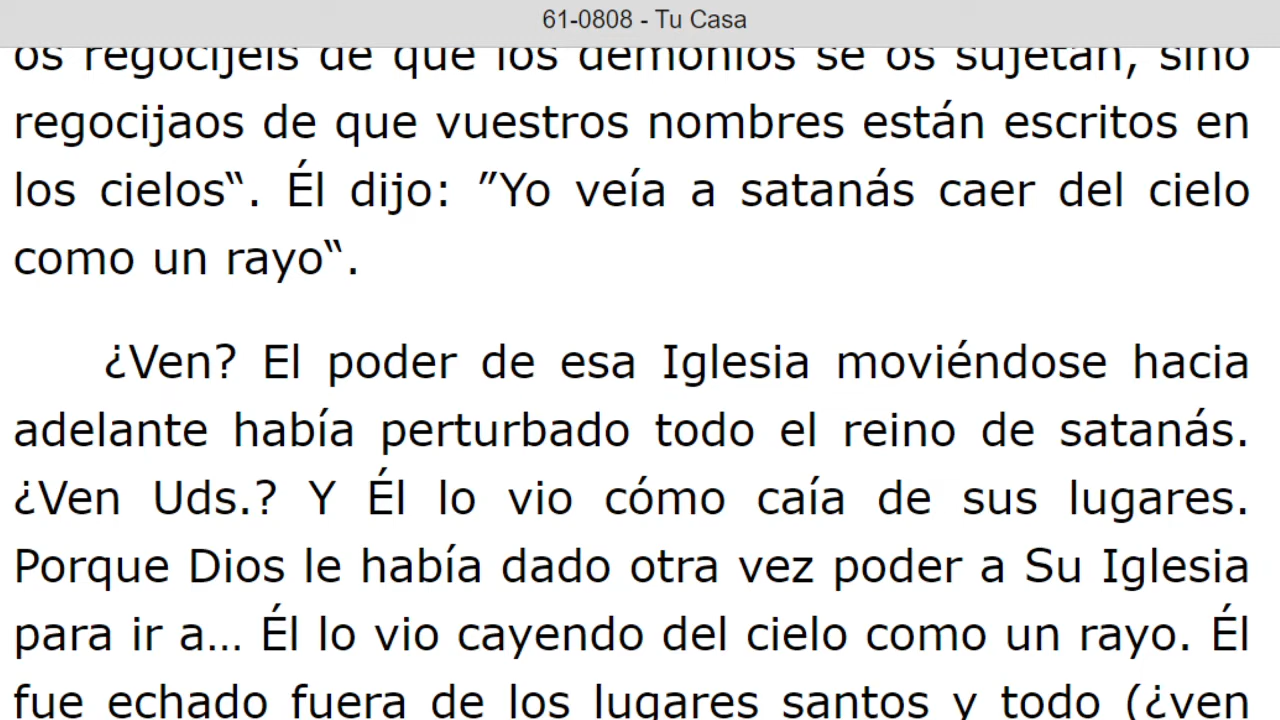 61-0808 - Tu Casa
os regocijéis de que los demonios se os sujetan, sino
regocijaos de que vuestros nombres están escritos en
los cielos“. Él dijo: ”Yo veía a satanás caer del cielo
como un rayo“.
¿Ven? El poder de esa Iglesia moviéndose hacia
adelante había perturbado todo el reino de satanás.
¿Ven Uds.? Y Él lo vio cómo caía de sus lugares.
Porque Dios le había dado otra vez poder a Su Iglesia
para ir a… Él lo vio cayendo del cielo como un rayo. Él
fue echado fuera de los lugares santos y todo (¿ven